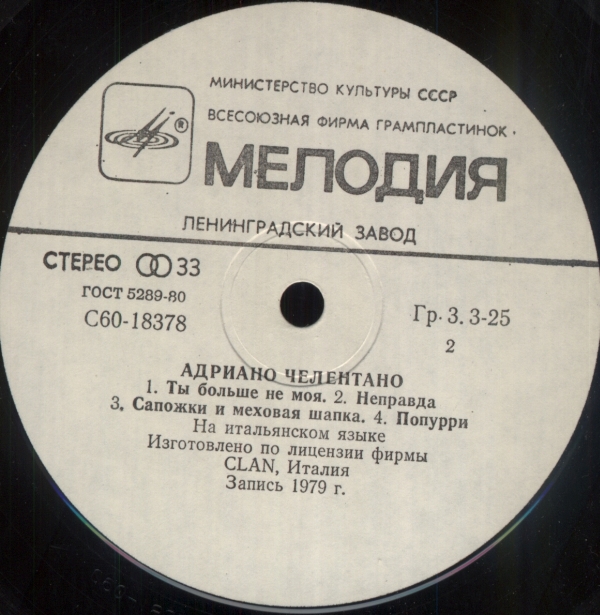 МИНИСТЕРСТВО КУЛЬТУРЫ СССР
ВСЕСОЮЗНАЯ ФИРМА ГРАМПЛАСТИНОК
®
МЕЛОДИЯ
ЛЕНИНГРАДСКИЙ ЗАВОД
СТЕРЕО 33
ГОСТ 5289-80
С60-18378
Гр. 3. 3-25
2
АДРИАНО ЧЕЛЕНТАНО
1. Ты больше не моя. 2. Неправда
3. Сапожки и меховая шапка. 4. Попурри
На итальянском языке
Изготовлено по лицензии фирмы
CLAN, Италия
Запись 1979 г.